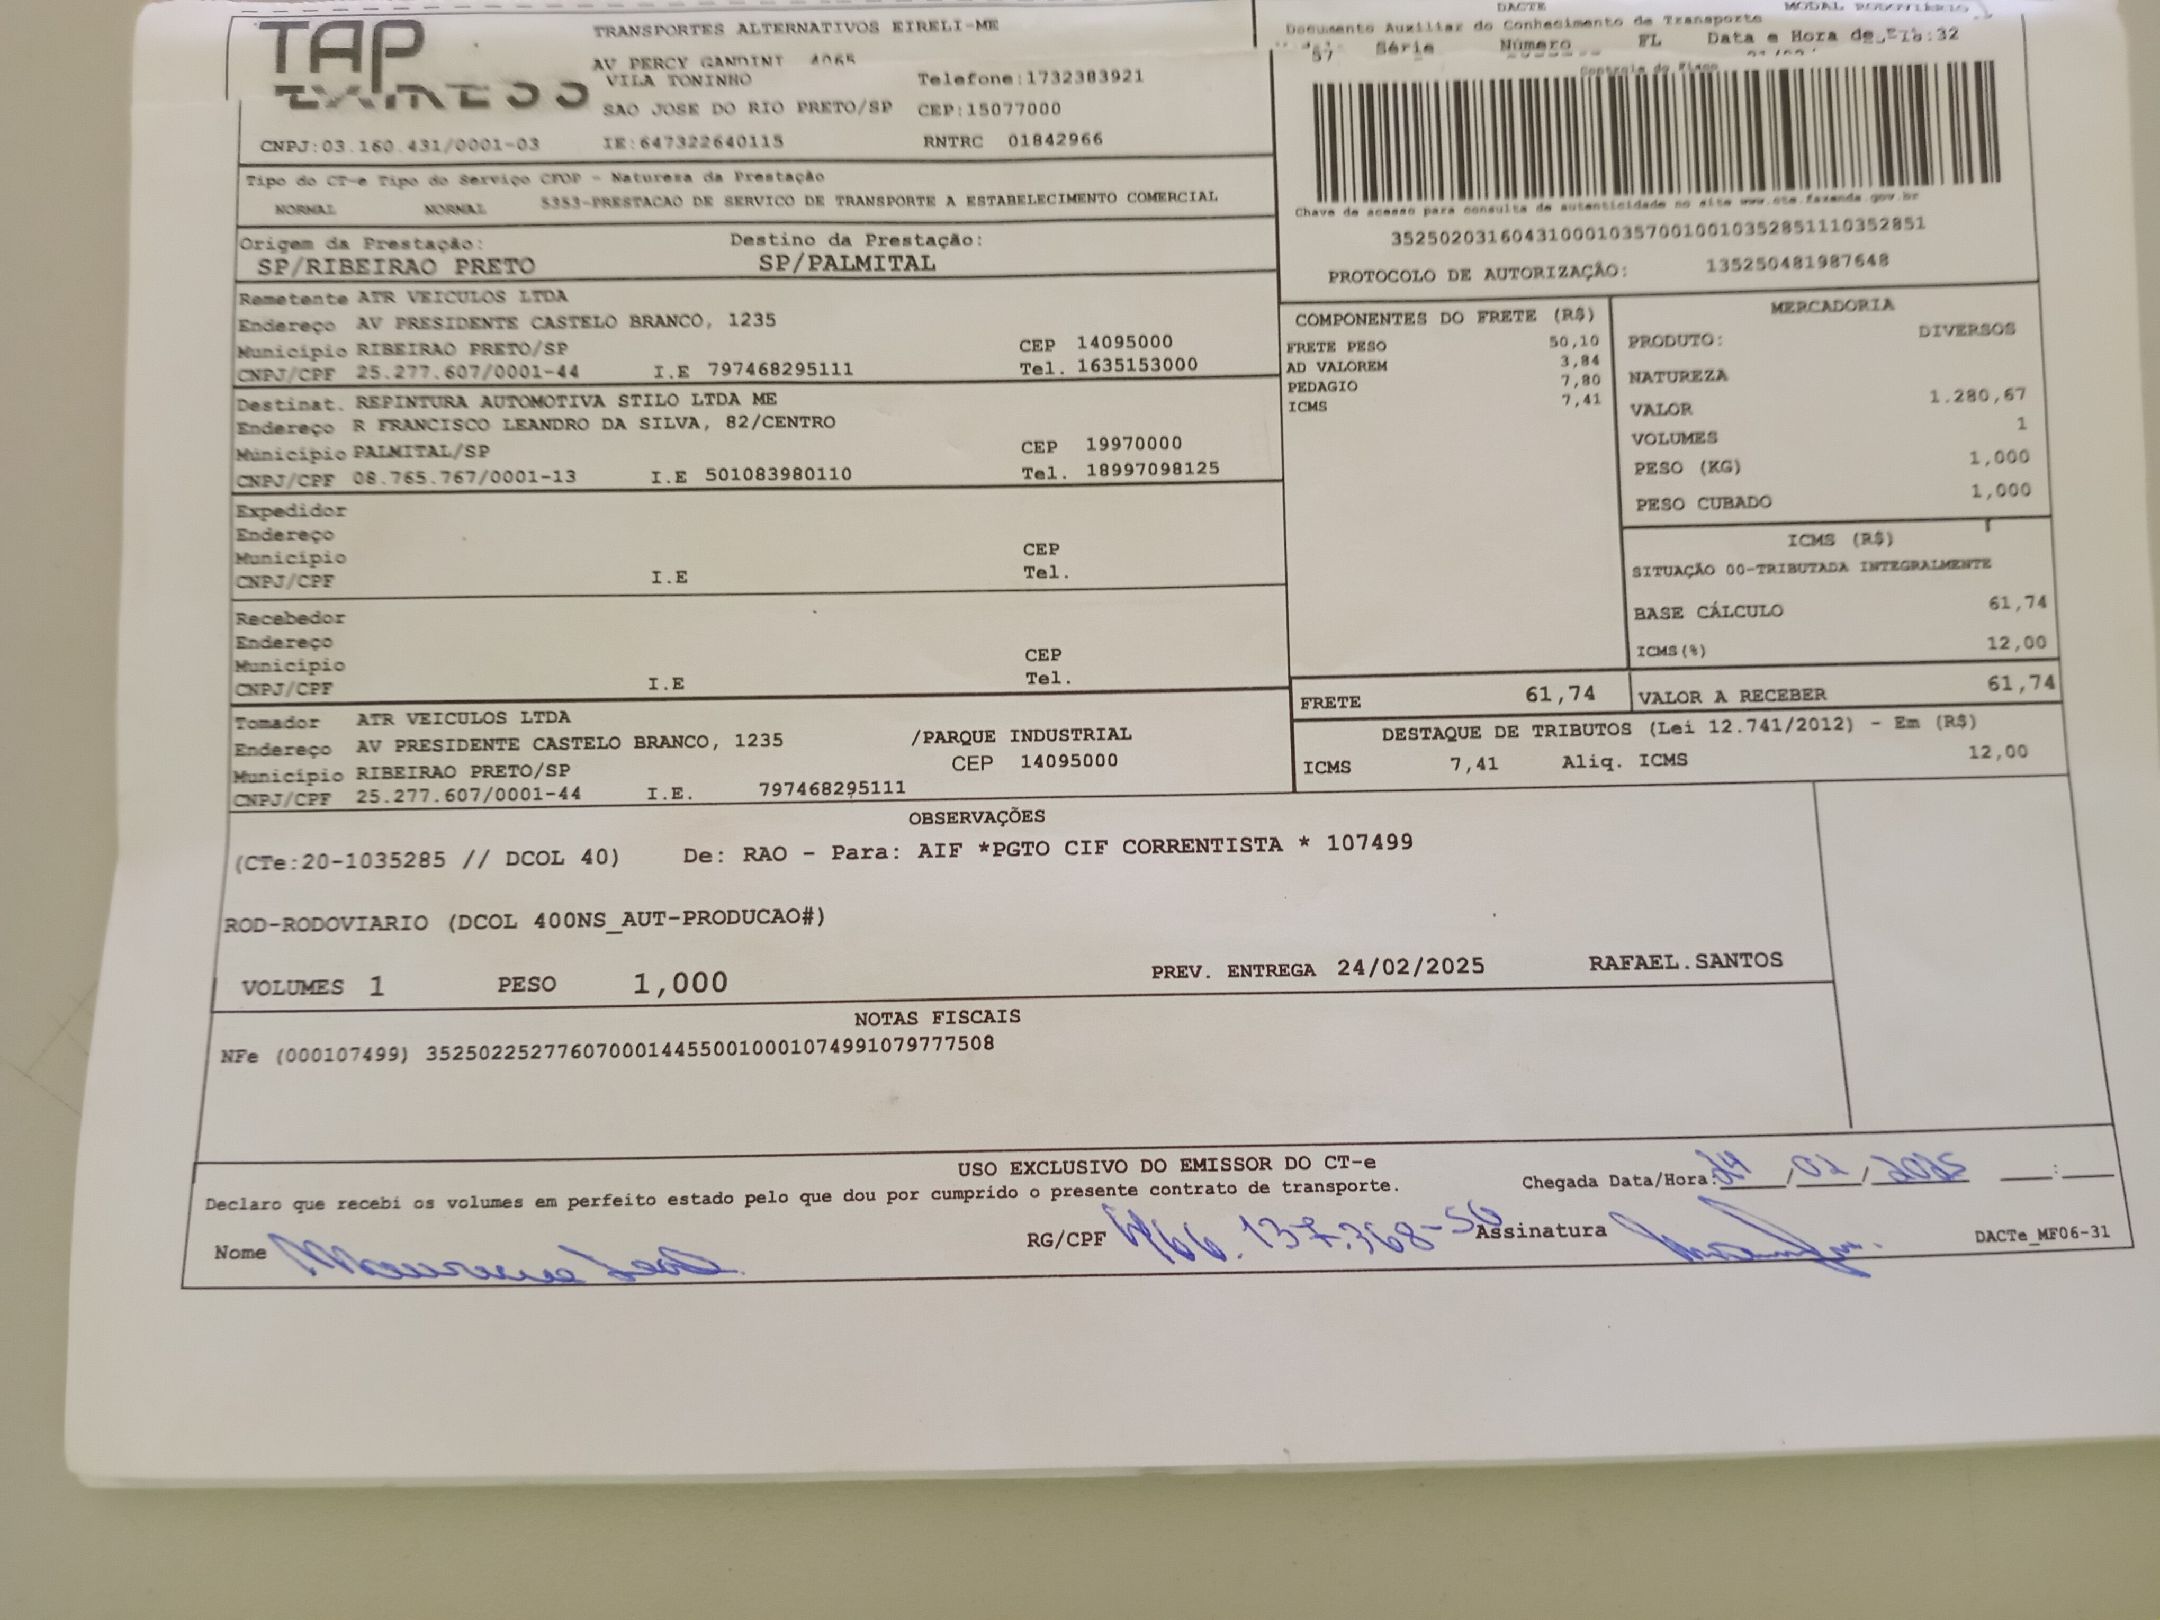 TAP
TRANSPORTES ALTERNATIVOS EIRELI-ME
AV PERCY GANDINI 4065
VILA TONINHO Telefone:1732383921
SAO JOSE DO RIO PRETO/SP CEP:15077000
CNPJ:03.160.431/0001-03 IE:647322640115 RNTRC 01842966
DACTE MODAL RODOVIÁRIO
Documento Auxiliar do Conhecimento de Transporte
57 Série Número FL Data e Hora de
Controle do Fisco
Chave de acesso para consulta de autenticidade no site www.cte.fazenda.gov.br
35250203160431000103570010010352851110352851
PROTOCOLO DE AUTORIZAÇÃO: 135250481987648
Tipo do CT-e Tipo do Serviço CFOP - Natureza da Prestação
NORMAL NORMAL 5353-PRESTACAO DE SERVICO DE TRANSPORTE A ESTABELECIMENTO COMERCIAL
Origem da Prestação: Destino da Prestação:
SP/RIBEIRAO PRETO SP/PALMITAL
Remetente ATR VEICULOS LTDA
Endereço AV PRESIDENTE CASTELO BRANCO, 1235
Município RIBEIRAO PRETO/SP CEP 14095000
CNPJ/CPF 25.277.607/0001-44 I.E 797468295111 Tel. 1635153000
Destinat. REPINTURA AUTOMOTIVA STILO LTDA ME
Endereço R FRANCISCO LEANDRO DA SILVA, 82/CENTRO
Município PALMITAL/SP CEP 19970000
CNPJ/CPF 08.765.767/0001-13 I.E 501083980110 Tel. 18997098125
Expedidor
Endereço
Município CEP
CNPJ/CPF I.E Tel.
Recebedor
Endereço
Município CEP
CNPJ/CPF I.E Tel.
Tomador ATR VEICULOS LTDA
Endereço AV PRESIDENTE CASTELO BRANCO, 1235 /PARQUE INDUSTRIAL
Município RIBEIRAO PRETO/SP CEP 14095000
CNPJ/CPF 25.277.607/0001-44 I.E. 797468295111
COMPONENTES DO FRETE (R$)
FRETE PESO 50,10
AD VALOREM 3,84
PEDAGIO 7,80
ICMS 7,41
MERCADORIA
PRODUTO: DIVERSOS
NATUREZA
VALOR 1.280,67
VOLUMES 1
PESO (KG) 1,000
PESO CUBADO 1,000
ICMS (R$)
SITUAÇÃO 00-TRIBUTADA INTEGRALMENTE
BASE CÁLCULO 61,74
ICMS(%) 12,00
FRETE 61,74 VALOR A RECEBER 61,74
DESTAQUE DE TRIBUTOS (Lei 12.741/2012) - Em (R$)
ICMS 7,41 Aliq. ICMS 12,00
OBSERVAÇÕES
(CTe:20-1035285 // DCOL 40) De: RAO - Para: AIF *PGTO CIF CORRENTISTA * 107499
ROD-RODOVIARIO (DCOL 400NS_AUT-PRODUCAO#)
VOLUMES 1 PESO 1,000 PREV. ENTREGA 24/02/2025 RAFAEL.SANTOS
NOTAS FISCAIS
NFe (000107499) 35250225277607000144550010001074991079777508
USO EXCLUSIVO DO EMISSOR DO CT-e
Declaro que recebi os volumes em perfeito estado pelo que dou por cumprido o presente contrato de transporte. Chegada Data/Hora: 24/02/2025 __:__
Nome RG/CPF Assinatura DACTe_MF06-31